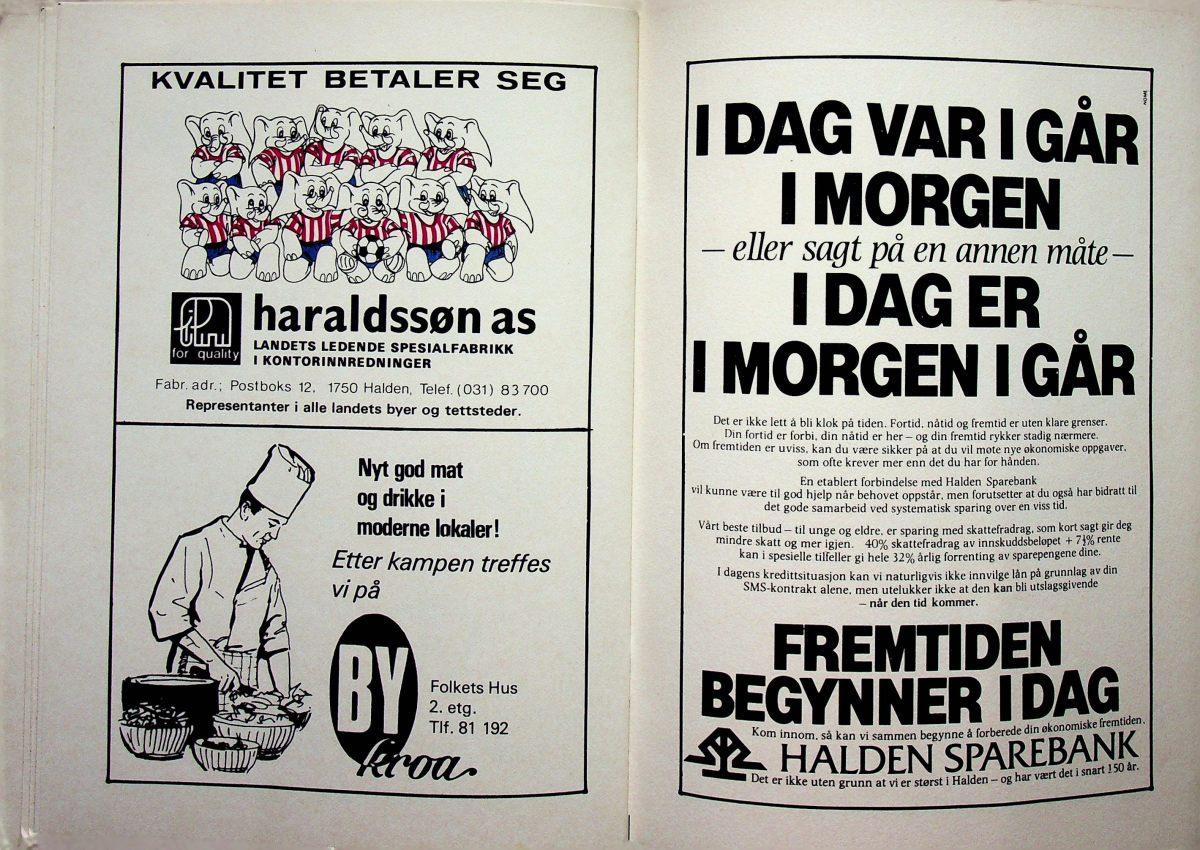 KVALITET BETALER SEG
for quality
haraldssøn as
LANDETS LEDENDE SPESIALFABRIKK
I KONTORINNREDNINGER
Fabr. adr.; Postboks 12, 1750 Halden, Telef. (031) 83 700
Representanter i alle landets byer og tettsteder.
Nyt god mat
og drikke i
moderne lokaler!
Etter kampen treffes
vi på
BY
kroa
Folkets Hus
2. etg.
Tlf. 81 192
HOME
I DAG VAR I GÅR
I MORGEN
– eller sagt på en annen måte –
I DAG ER
I MORGEN I GÅR
Det er ikke lett å bli klok på tiden. Fortid, nåtid og fremtid er uten klare grenser.
Din fortid er forbi, din nåtid er her – og din fremtid rykker stadig nærmere.
Om fremtiden er uviss, kan du være sikker på at du vil møte nye økonomiske oppgaver,
som ofte krever mer enn det du har for hånden.
En etablert forbindelse med Halden Sparebank
vil kunne være til god hjelp når behovet oppstår, men forutsetter at du også har bidratt til
det gode samarbeid ved systematisk sparing over en viss tid.
Vårt beste tilbud – til unge og eldre, er sparing med skattefradrag, som kort sagt gir deg
mindre skatt og mer igjen. 40% skattefradrag av innskuddsbeløpet + 7½% rente
kan i spesielle tilfeller gi hele 32% årlig forrenting av sparepengene dine.
I dagens kredittsituasjon kan vi naturligvis ikke innvilge lån på grunnlag av din
SMS-kontrakt alene, men utelukker ikke at den kan bli utslagsgivende
– når den tid kommer.
FREMTIDEN
BEGYNNER I DAG
Kom innom, så kan vi sammen begynne å forberede din økonomiske fremtiden.
HALDEN SPAREBANK
Det er ikke uten grunn at vi er størst i Halden – og har vært det i snart 150 år.